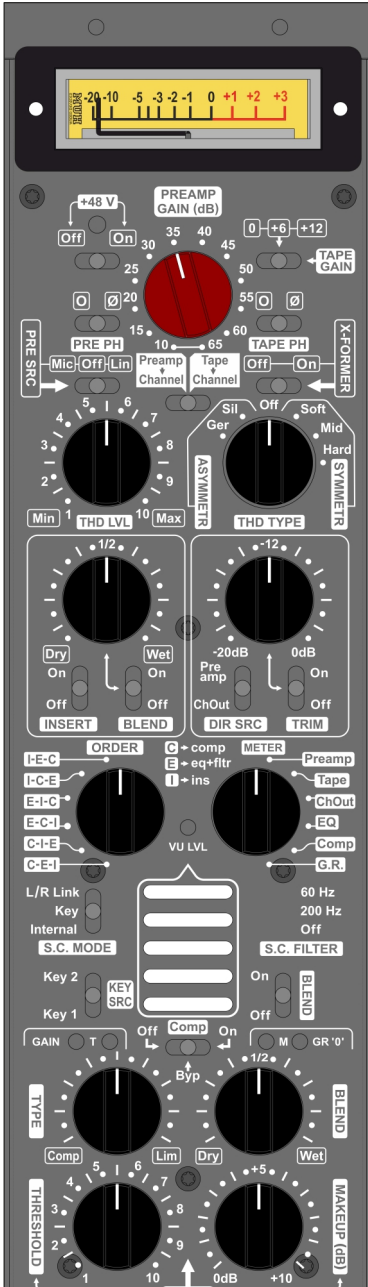 -20 -10 -5 -3 -2 -1 0 +1 +2 +3
+48 V
Off On
PREAMP
GAIN (dB)
0 +6 +12
TAPE
GAIN
10 15 20 25 30 35 40 45 50 55 60 65
O Ø
PRE PH
O Ø
TAPE PH
PRE SRC
Mic Off Lin
Preamp
Channel
Tape
Channel
Off On
X-FORMER
1 2 3 4 5 6 7 8 9 10
Min THD LVL Max
Ger Sil Off Soft Mid Hard
ASYMMETR
THD TYPE
SYMMETR
1/2
Dry Wet
On
Off
INSERT
On
Off
BLEND
-12
-20dB 0dB
Pre
amp
ChOut
DIR SRC
On
Off
TRIM
ORDER
I-E-C
I-C-E
E-I-C
E-C-I
C-I-E
C-E-I
C comp
E eq+fltr
I ins
VU LVL
METER
Preamp
Tape
ChOut
EQ
Comp
G.R.
L/R Link
Key
Internal
S.C. MODE
60 Hz
200 Hz
Off
S.C. FILTER
Key 2
Key 1
KEY
SRC
On
Off
BLEND
Off Comp On
Byp
GAIN T
M GR '0'
TYPE
Comp Lim
1/2
Dry Wet
BLEND
THRESHOLD
1 2 3 4 5 6 7 8 9 10
+5
0dB +10
MAKEUP (dB)